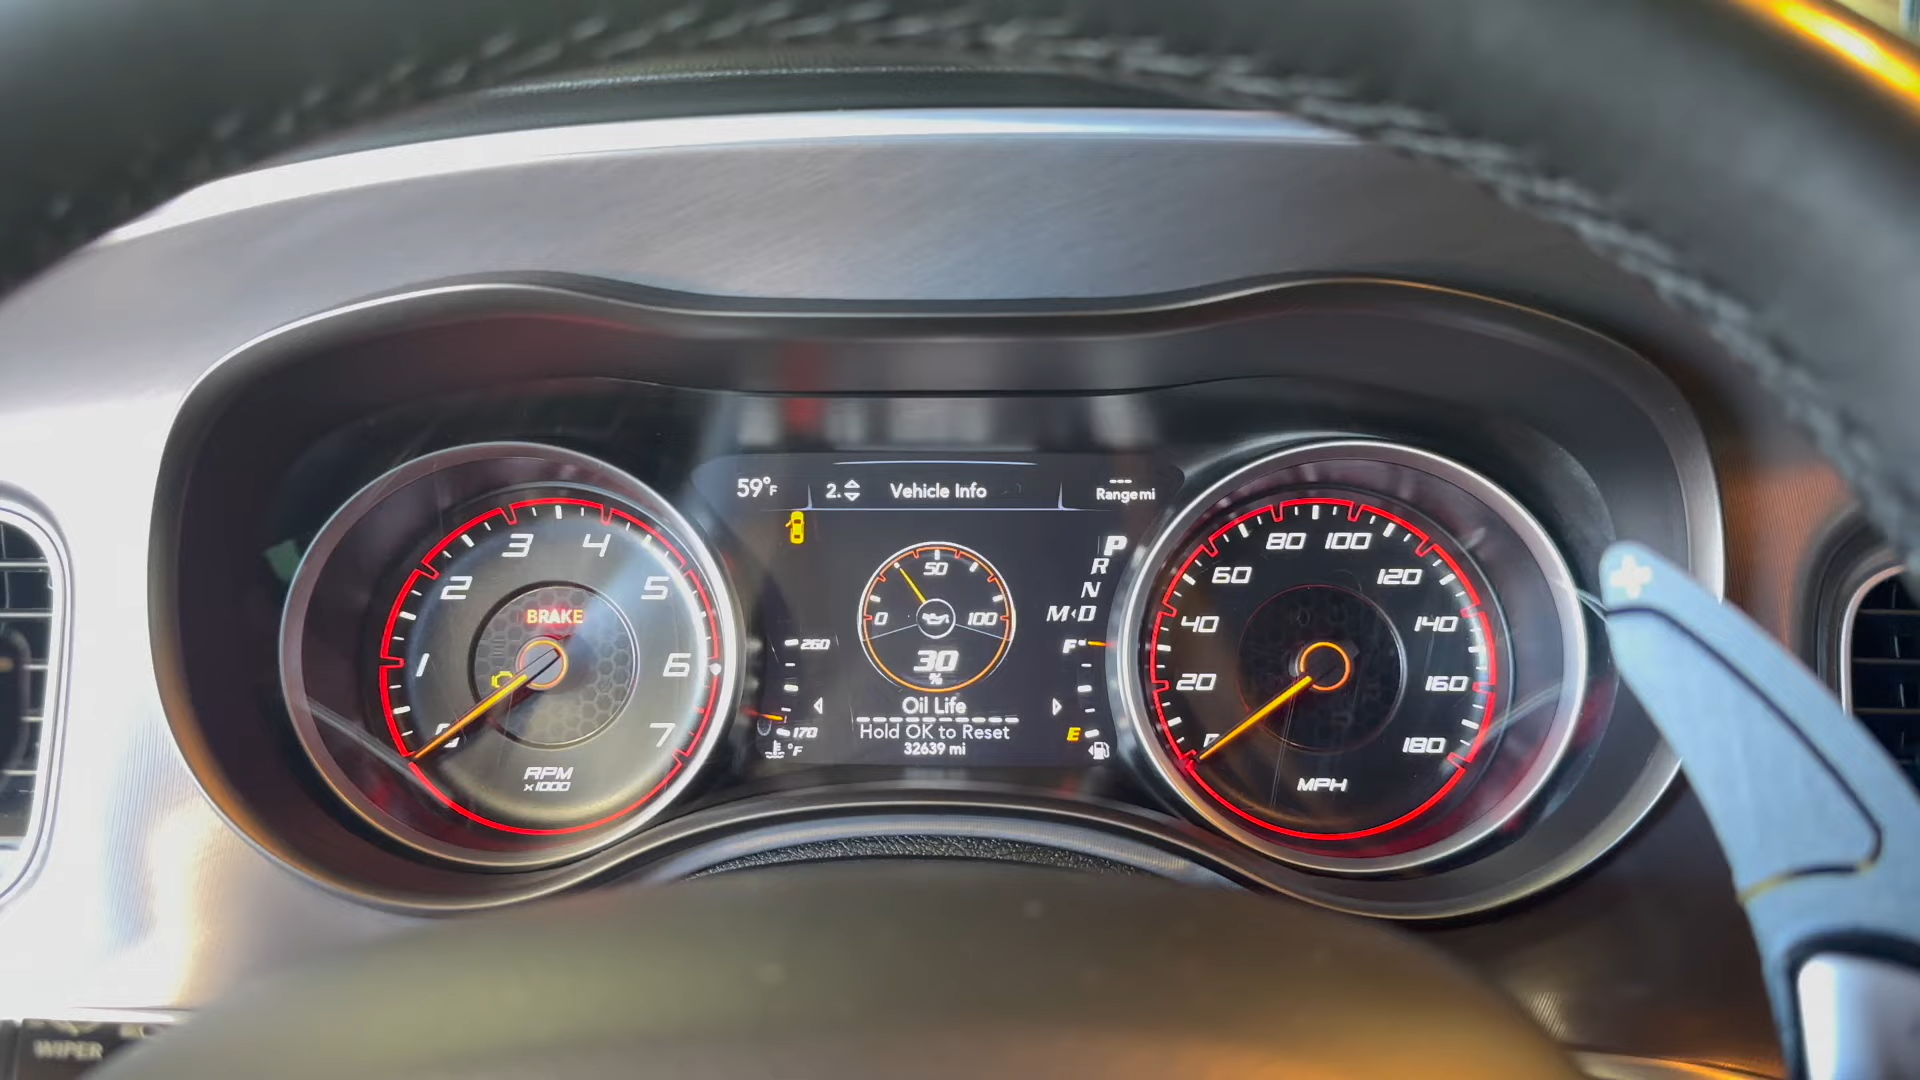 59°F
2.
Vehicle Info
---
Range mi
P
R
N
M D
0
50
100
30
%
Oil Life
Hold OK to Reset
32639 mi
260
170
°F
F
E
1
2
3
4
5
6
7
BRAKE
RPM
x1000
20
40
60
80
100
120
140
160
180
MPH
+
WIPER